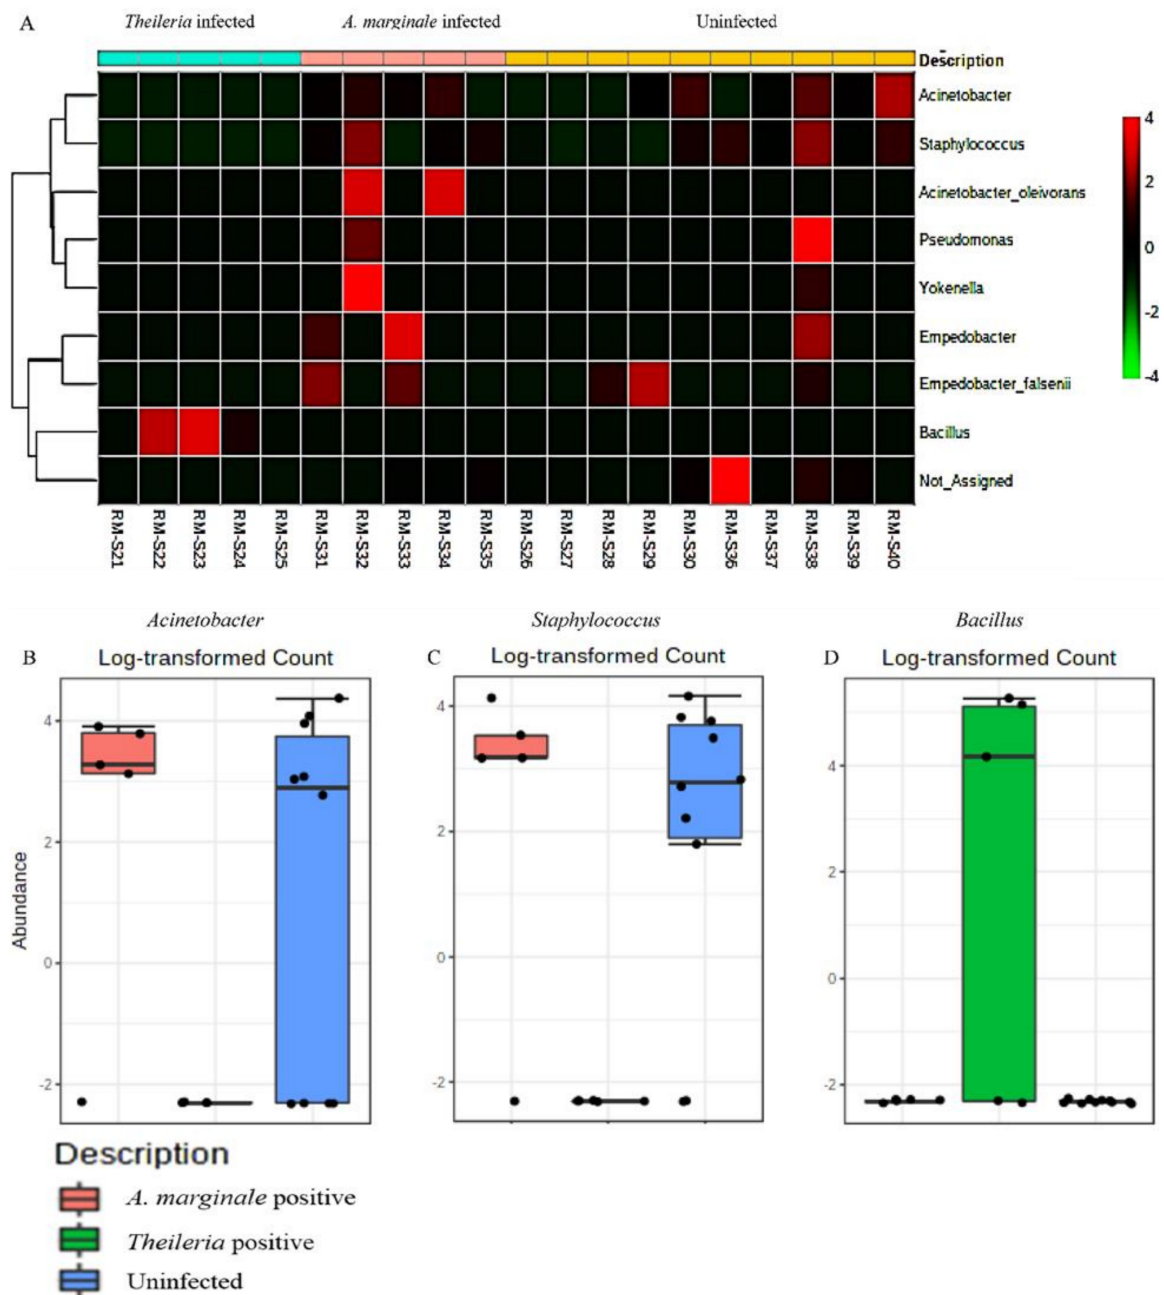 A
Theileria infected
A. marginale infected
Uninfected
Description
Acinetobacter
Staphylococcus
Acinetobacter_oleivorans
Pseudomonas
Yokenella
Empedobacter
Empedobacter_falsenii
Bacillus
Not_Assigned
4
2
0
-2
-4
RM-S21 RM-S22 RM-S23 RM-S24 RM-S25 RM-S31 RM-S32 RM-S33 RM-S34 RM-S35 RM-S26 RM-S27 RM-S28 RM-S29 RM-S30 RM-S36 RM-S37 RM-S38 RM-S39 RM-S40
Acinetobacter
B
Log-transformed Count
Abundance
4
2
0
-2
Staphylococcus
C
Log-transformed Count
4
2
0
-2
Bacillus
D
Log-transformed Count
4
2
0
-2
Description
A. marginale positive
Theileria positive
Uninfected